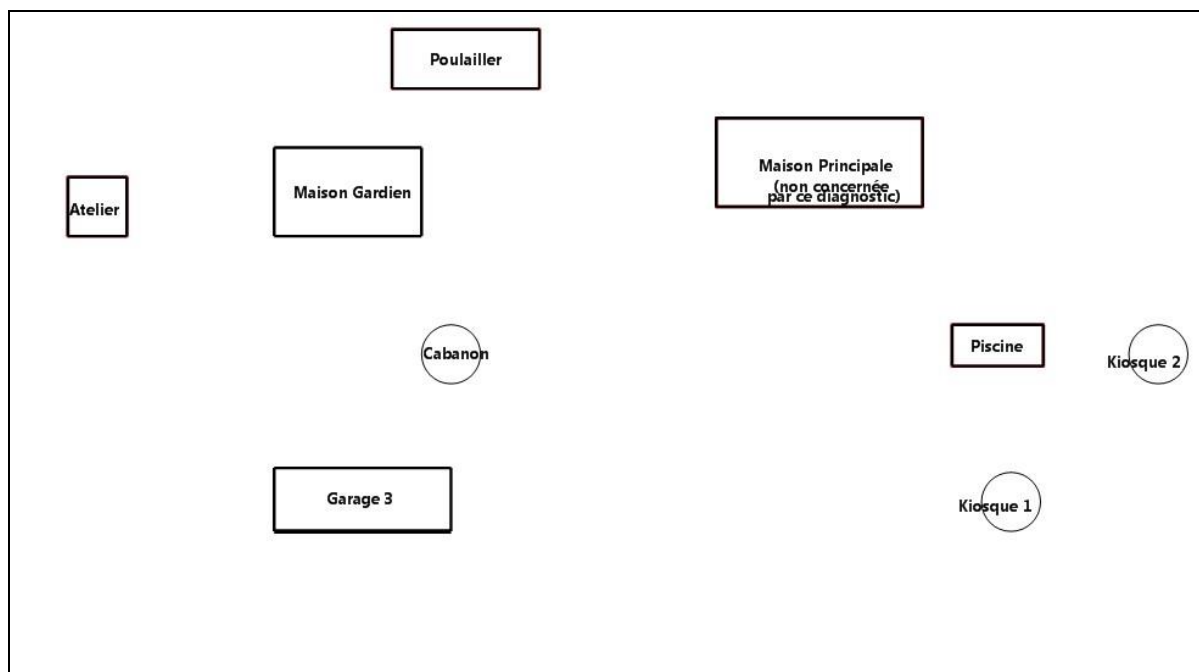 Poulailler
Maison Principale
(non concernée
par ce diagnostic)
Maison Gardien
Atelier
Piscine
Cabanon
Kiosque 2
Garage 3
Kiosque 1